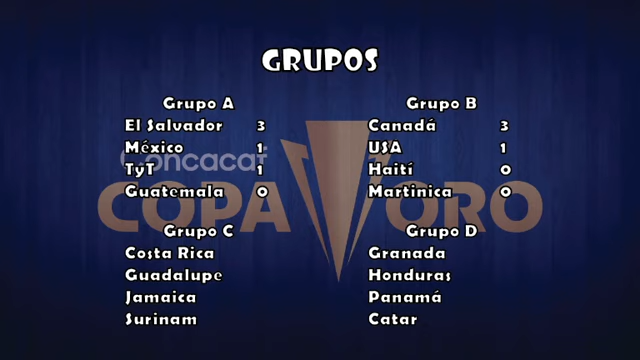 GRUPOS
Grupo A
El Salvador 3
México 1
TyT 1
Guatemala 0
Grupo B
Canadá 3
USA 1
Haití 0
Martinica 0
Concacaf
COPA ORO
Grupo C
Costa Rica
Guadalupe
Jamaica
Surinam
Grupo D
Granada
Honduras
Panamá
Catar